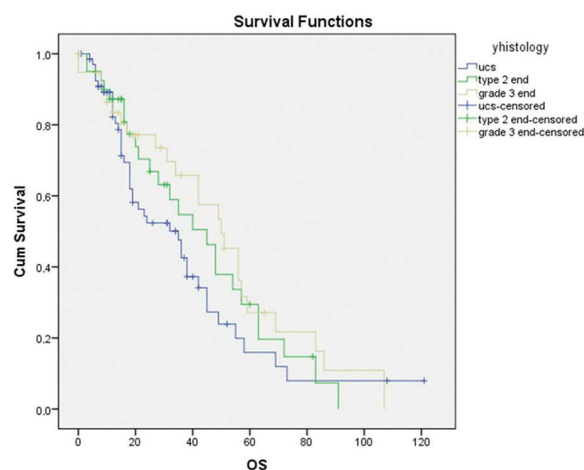 Survival Functions
yhistology
ucs
type 2 end
grade 3 end
ucs-censored
type 2 end-censored
grade 3 end-censored
Cum Survival
1.0
0.8
0.6
0.4
0.2
0.0
0
20
40
60
80
100
120
OS